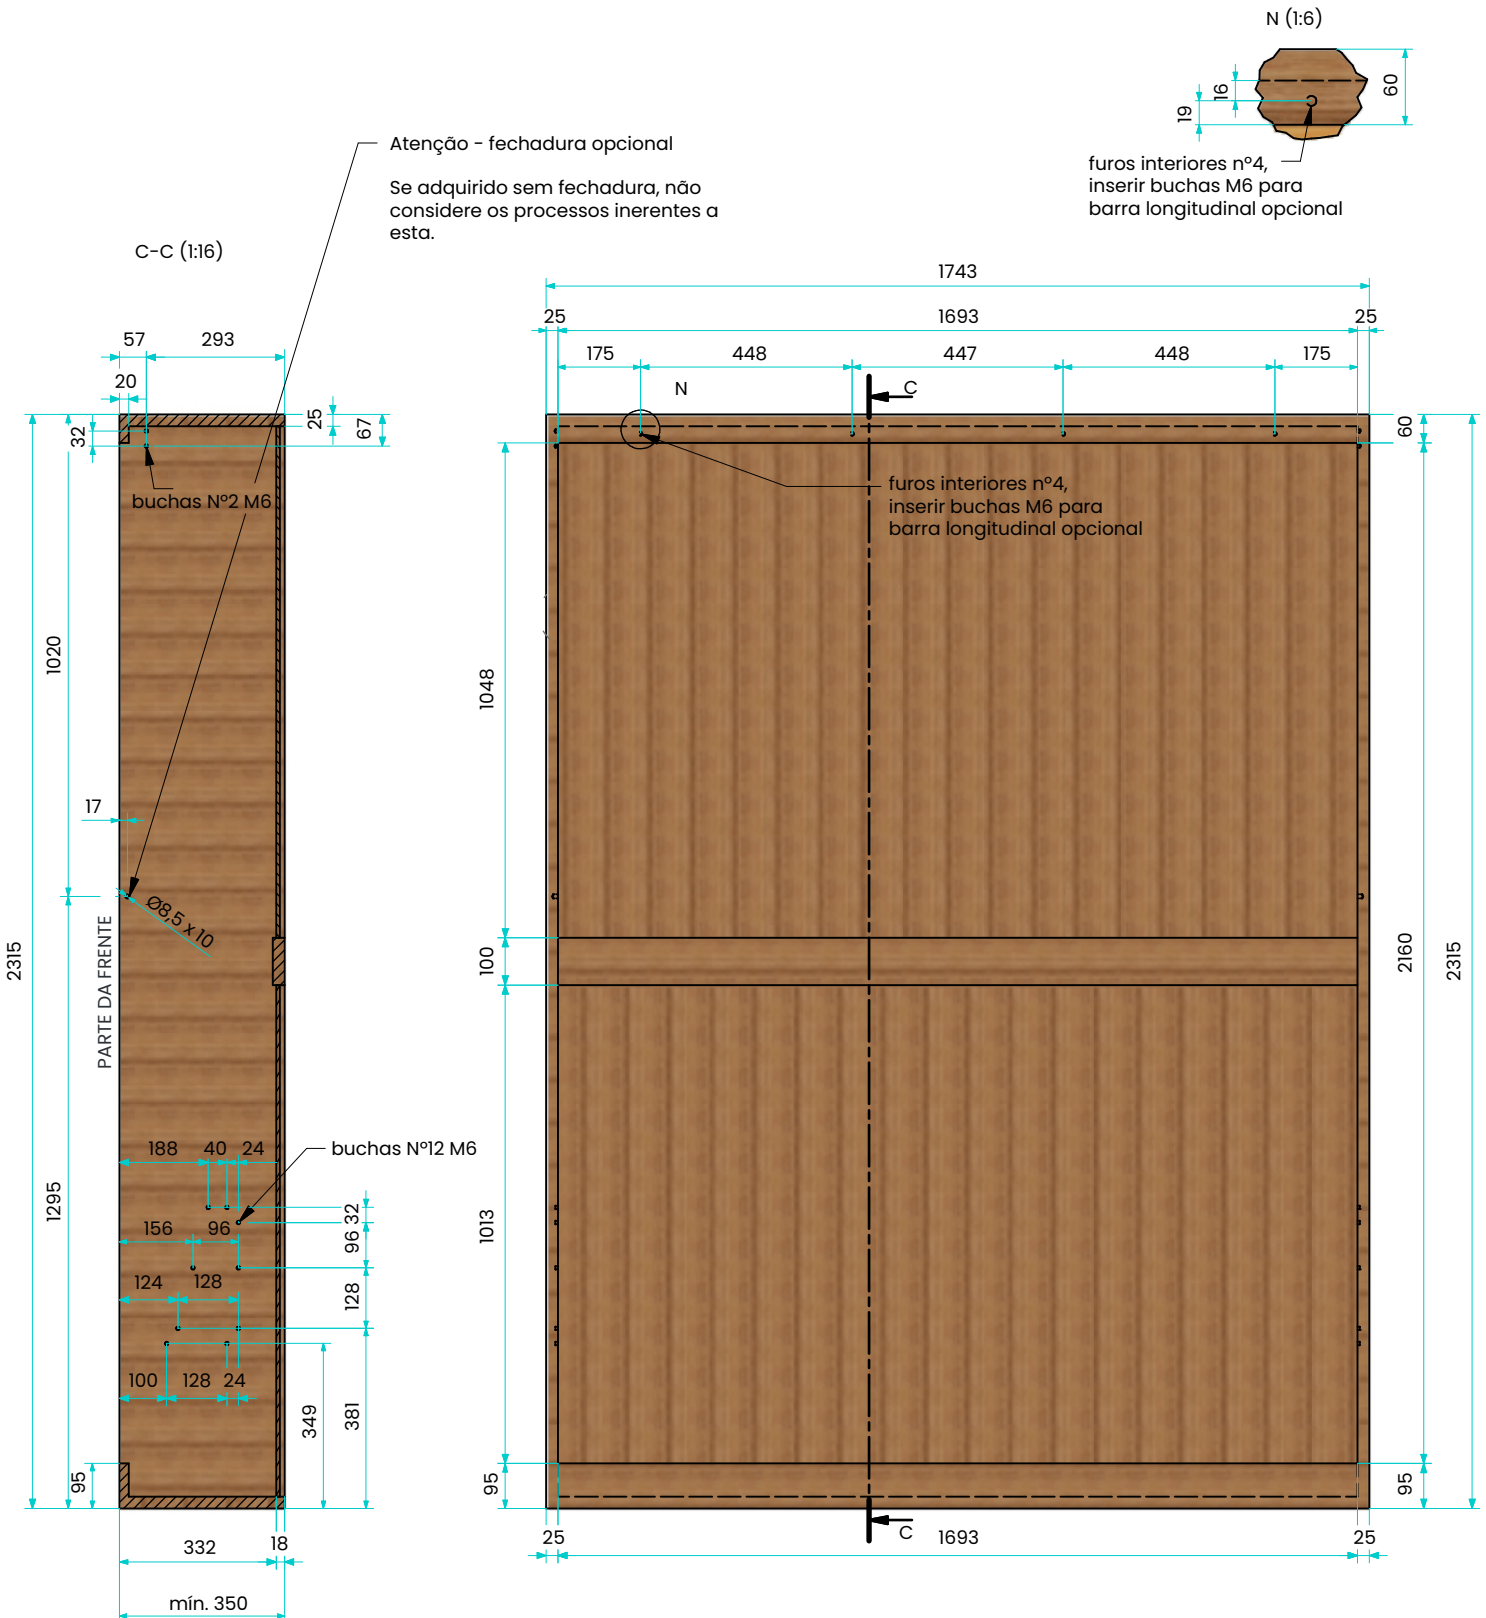 N (1:6)
60
16
19
furos interiores nº4,
inserir buchas M6 para
barra longitudinal opcional
Atenção - fechadura opcional
Se adquirido sem fechadura, não
considere os processos inerentes a
esta.
C-C (1:16)
57
293
20
32
25
67
buchas Nº2 M6
1020
17
Ø8,5 x 10
PARTE DA FRENTE
2315
1295
188
40
24
buchas Nº12 M6
32
156
96
96
124
128
128
100
128
24
349
381
95
332
18
mín. 350
1743
25
1693
25
175
448
447
448
175
N
C
60
furos interiores nº4,
inserir buchas M6 para
barra longitudinal opcional
1048
100
2160
2315
1013
95
95
C
25
1693
25